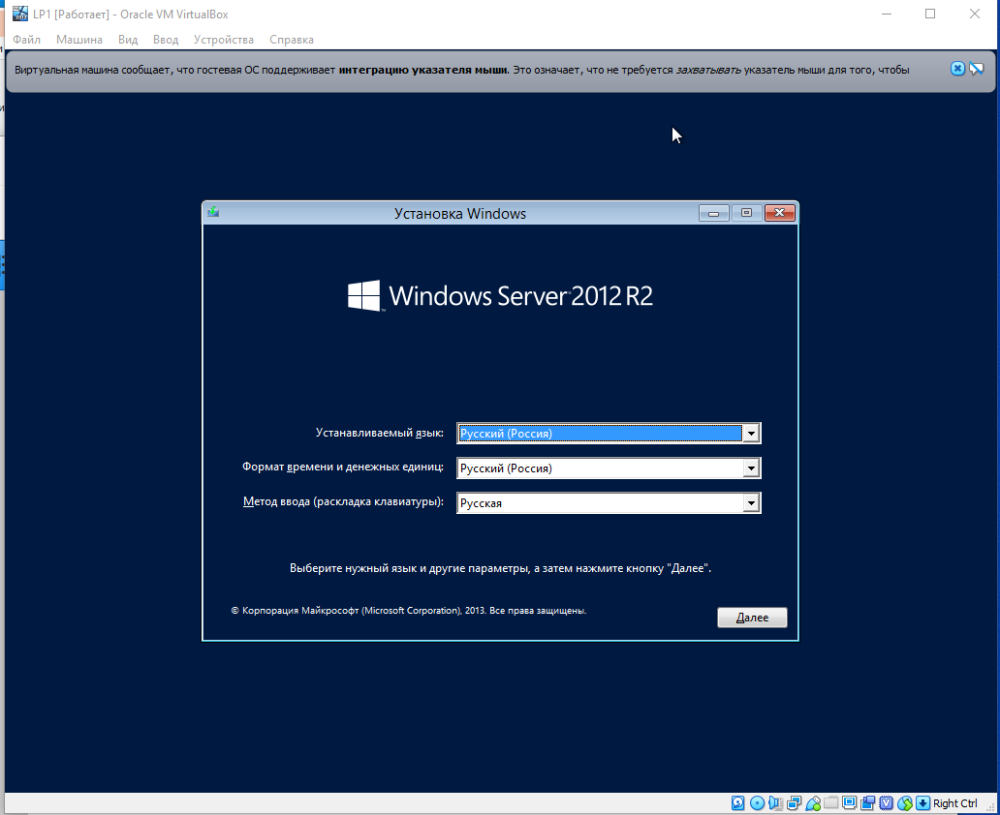 LP1 [Работает] - Oracle VM VirtualBox
Файл Машина Вид Ввод Устройства Справка
Виртуальная машина сообщает, что гостевая ОС поддерживает интеграцию указателя мыши. Это означает, что не требуется захватывать указатель мыши для того, чтобы
Установка Windows
Windows Server 2012 R2
Устанавливаемый язык: Русский (Россия)
Формат времени и денежных единиц: Русский (Россия)
Метод ввода (раскладка клавиатуры): Русская
Выберите нужный язык и другие параметры, а затем нажмите кнопку "Далее".
© Корпорация Майкрософт (Microsoft Corporation), 2013. Все права защищены.
Далее
Right Ctrl